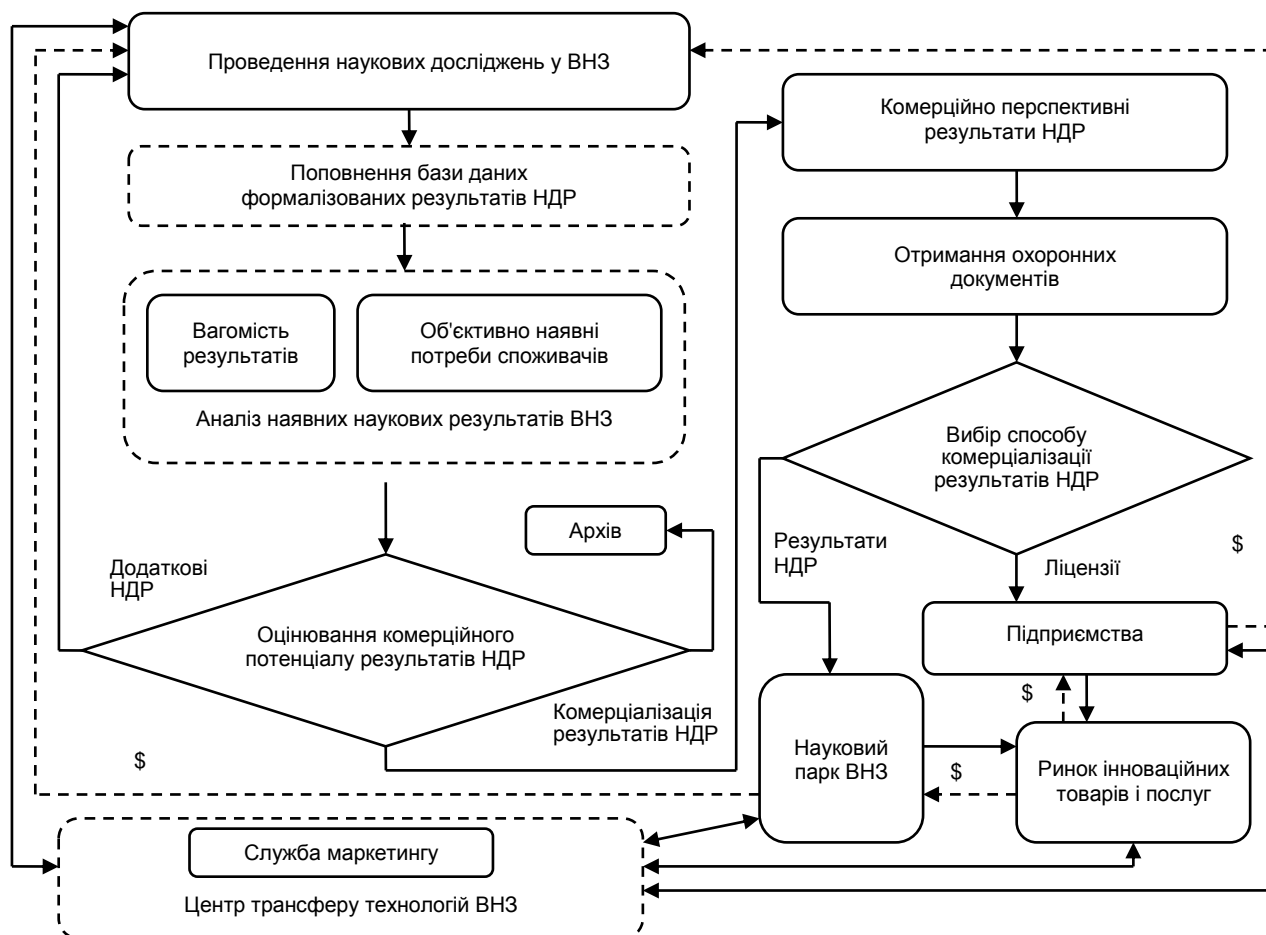 Проведення наукових досліджень у ВНЗ
Поповнення бази даних
формалізованих результатів НДР
Вагомість
результатів
Об'єктивно наявні
потреби споживачів
Аналіз наявних наукових результатів ВНЗ
Архів
Додаткові
НДР
Оцінювання комерційного
потенціалу результатів НДР
Комерціалізація
результатів НДР
$
Служба маркетингу
Центр трансферу технологій ВНЗ
Комерційно перспективні
результати НДР
Отримання охоронних
документів
Вибір способу
комерціалізації
результатів НДР
Результати
НДР
Ліцензії
$
Підприємства
$
Науковий
парк ВНЗ
$
Ринок інноваційних
товарів і послуг